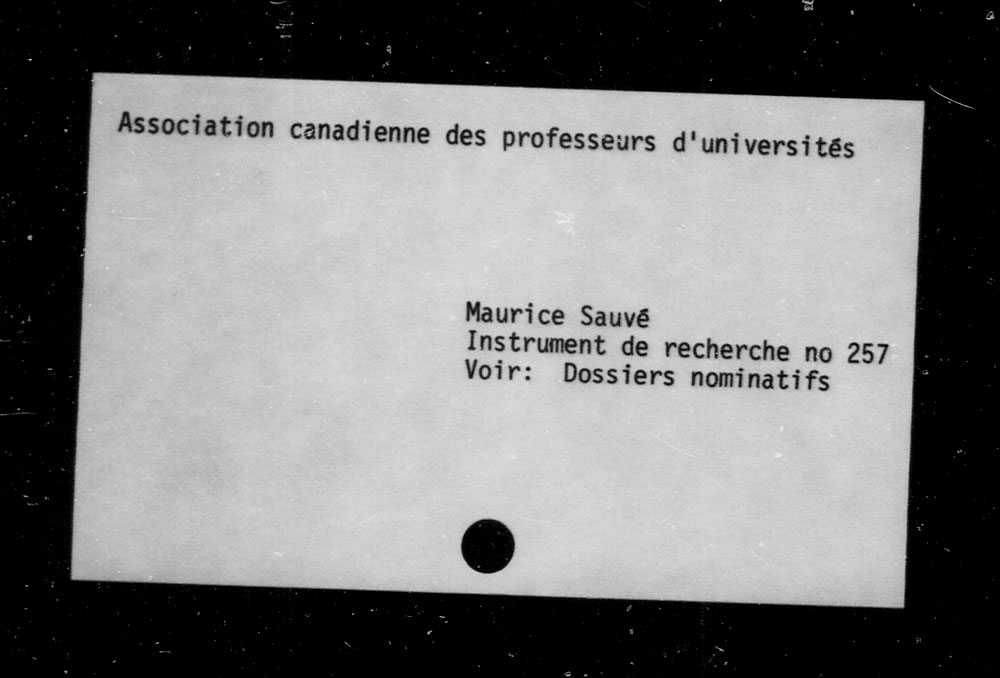 Association canadienne des professeurs d'universités
Maurice Sauvé
Instrument de recherche no 257
Voir: Dossiers nominatifs